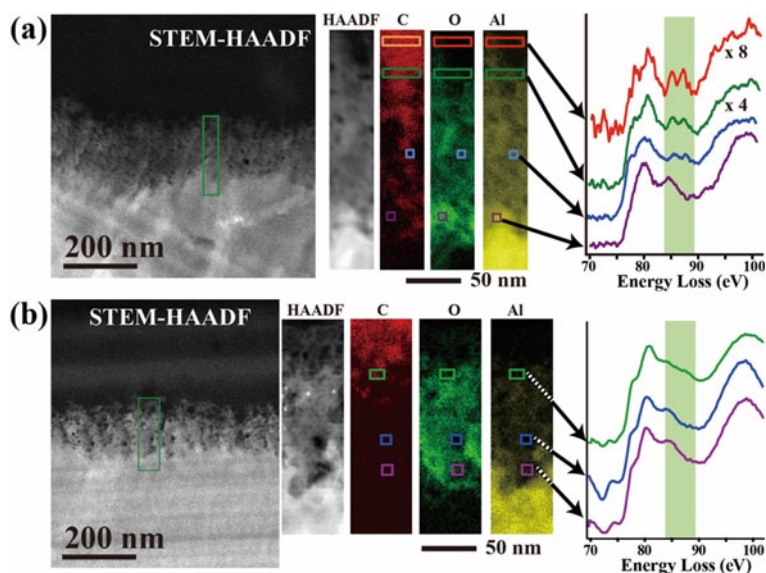 (a)
STEM-HAADF
200 nm
HAADF C O Al
50 nm
x 8
x 4
70 80 90 100
Energy Loss (eV)
(b)
STEM-HAADF
200 nm
HAADF C O Al
50 nm
70 80 90 100
Energy Loss (eV)